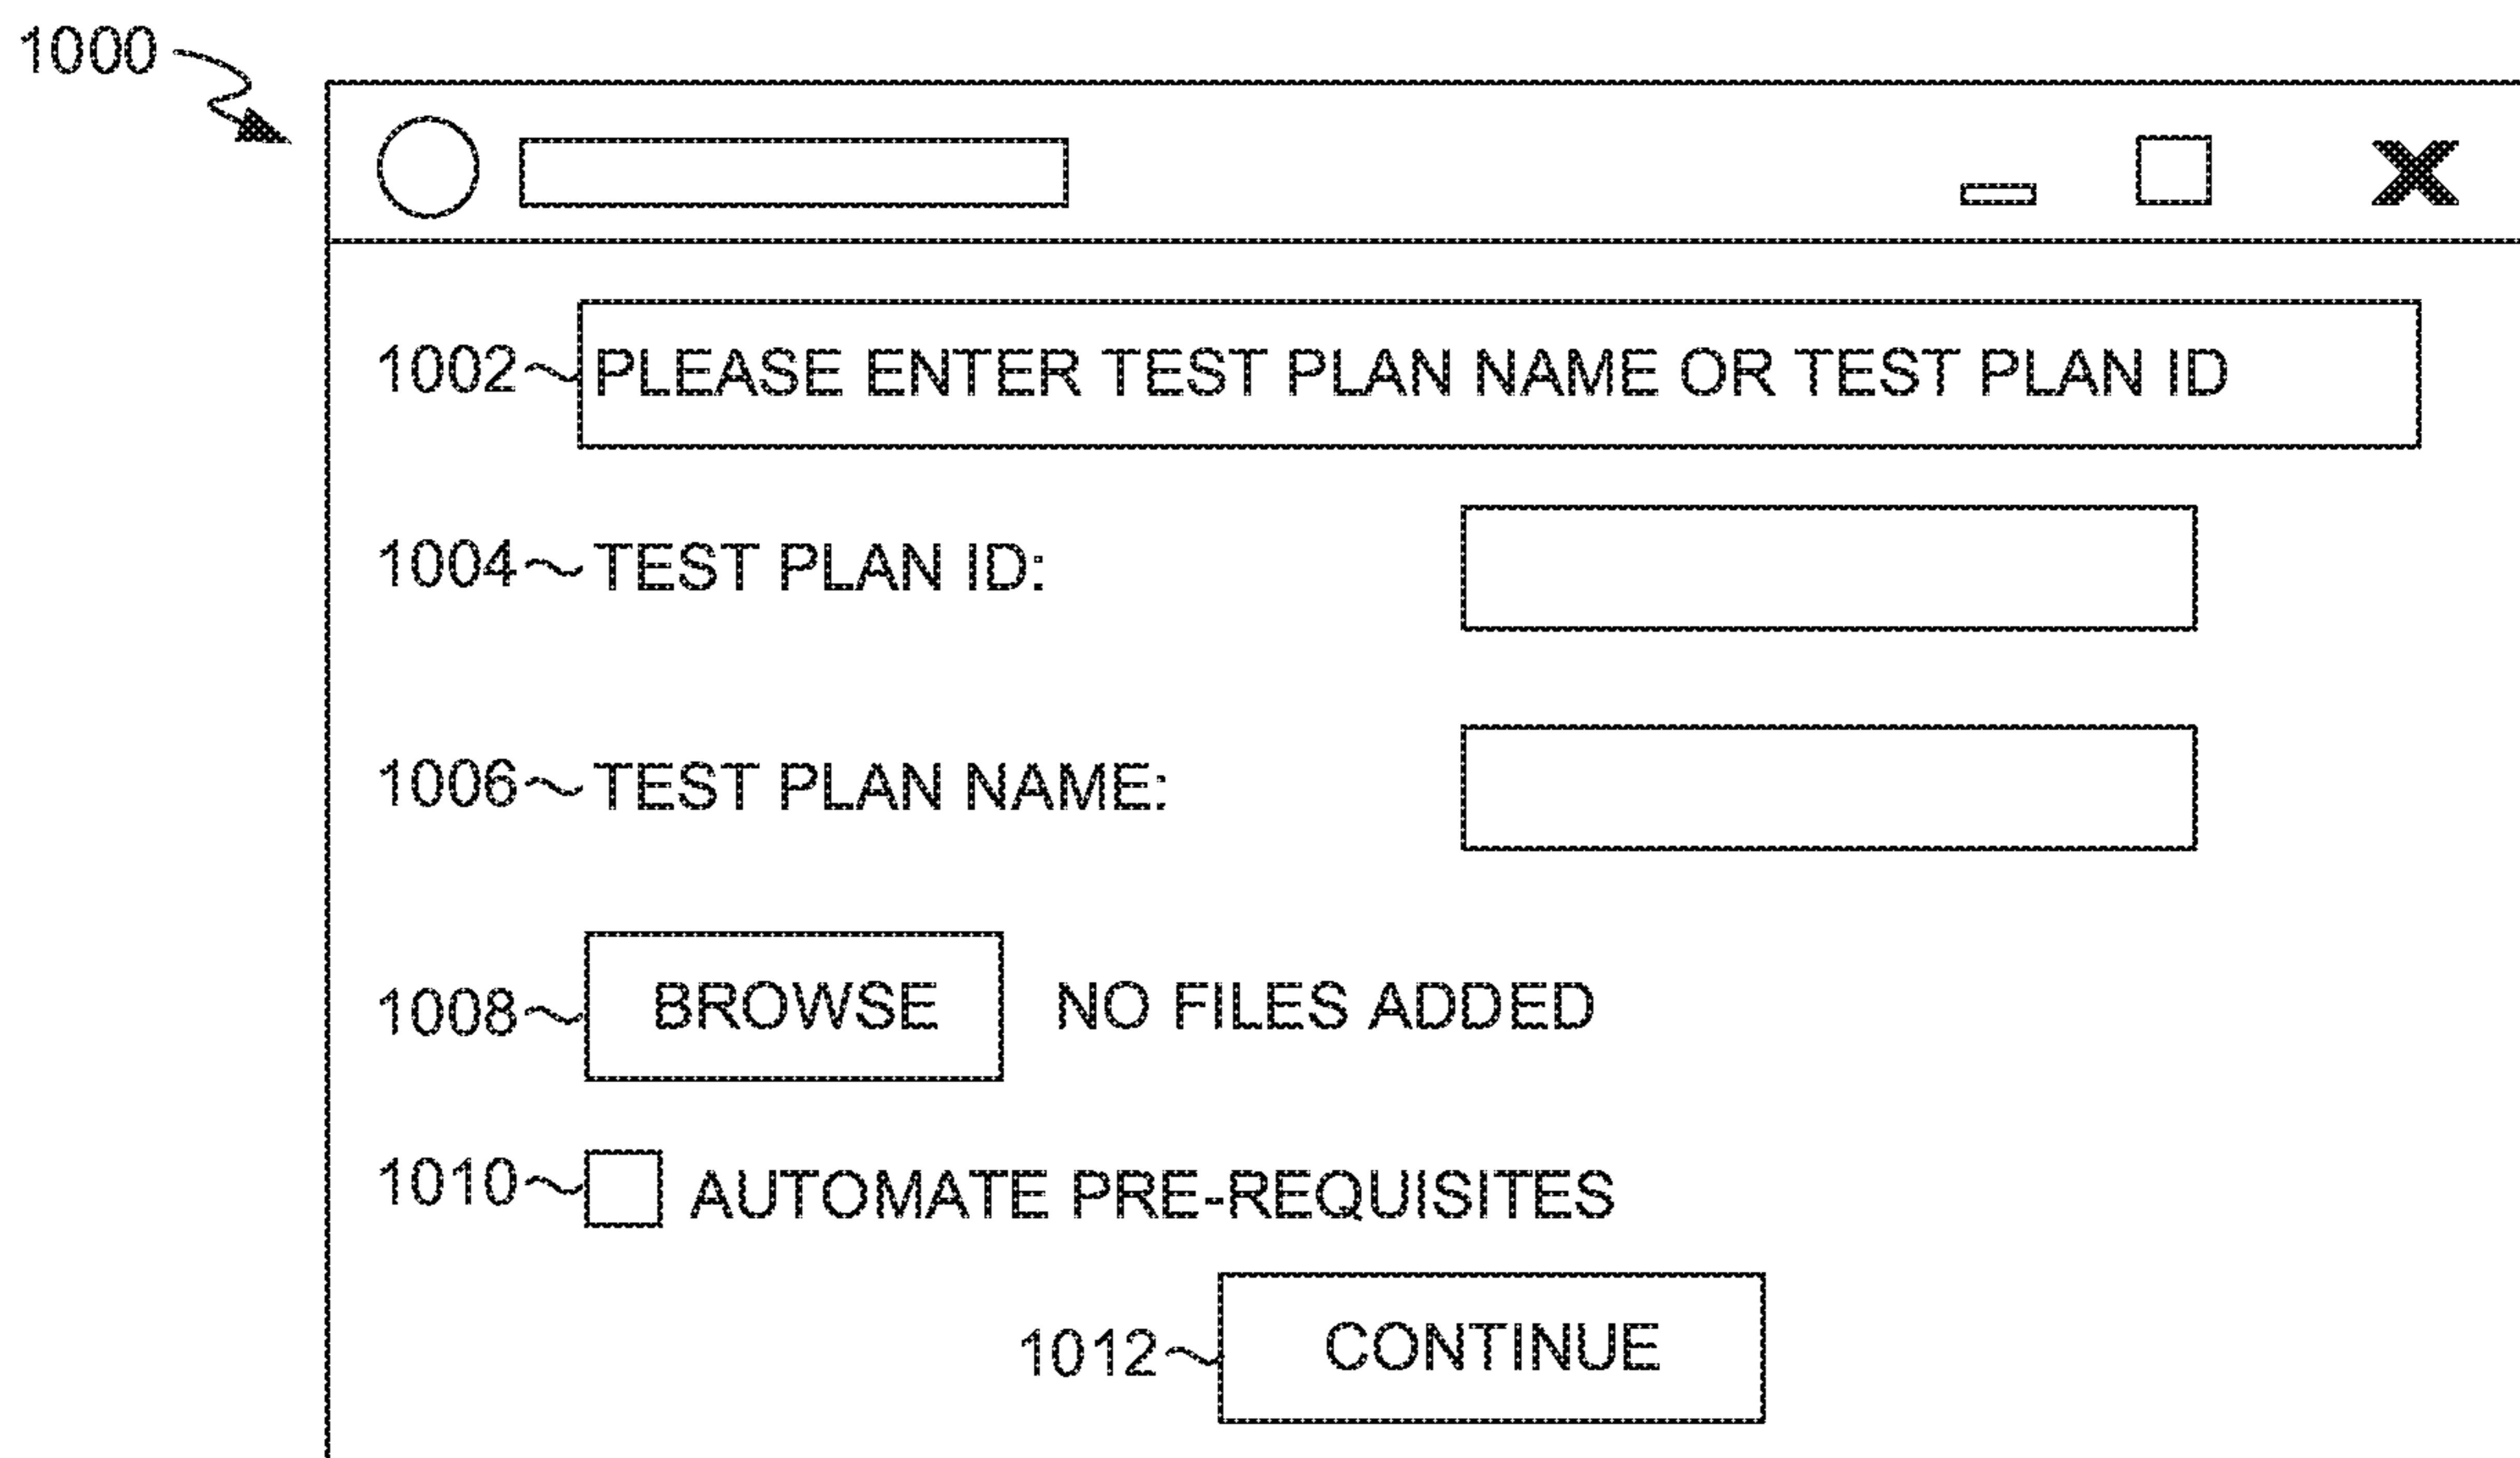 1000
1002 PLEASE ENTER TEST PLAN NAME OR TEST PLAN ID
1004 TEST PLAN ID:
1006 TEST PLAN NAME:
1008 BROWSE NO FILES ADDED
1010 AUTOMATE PRE-REQUISITES
1012 CONTINUE